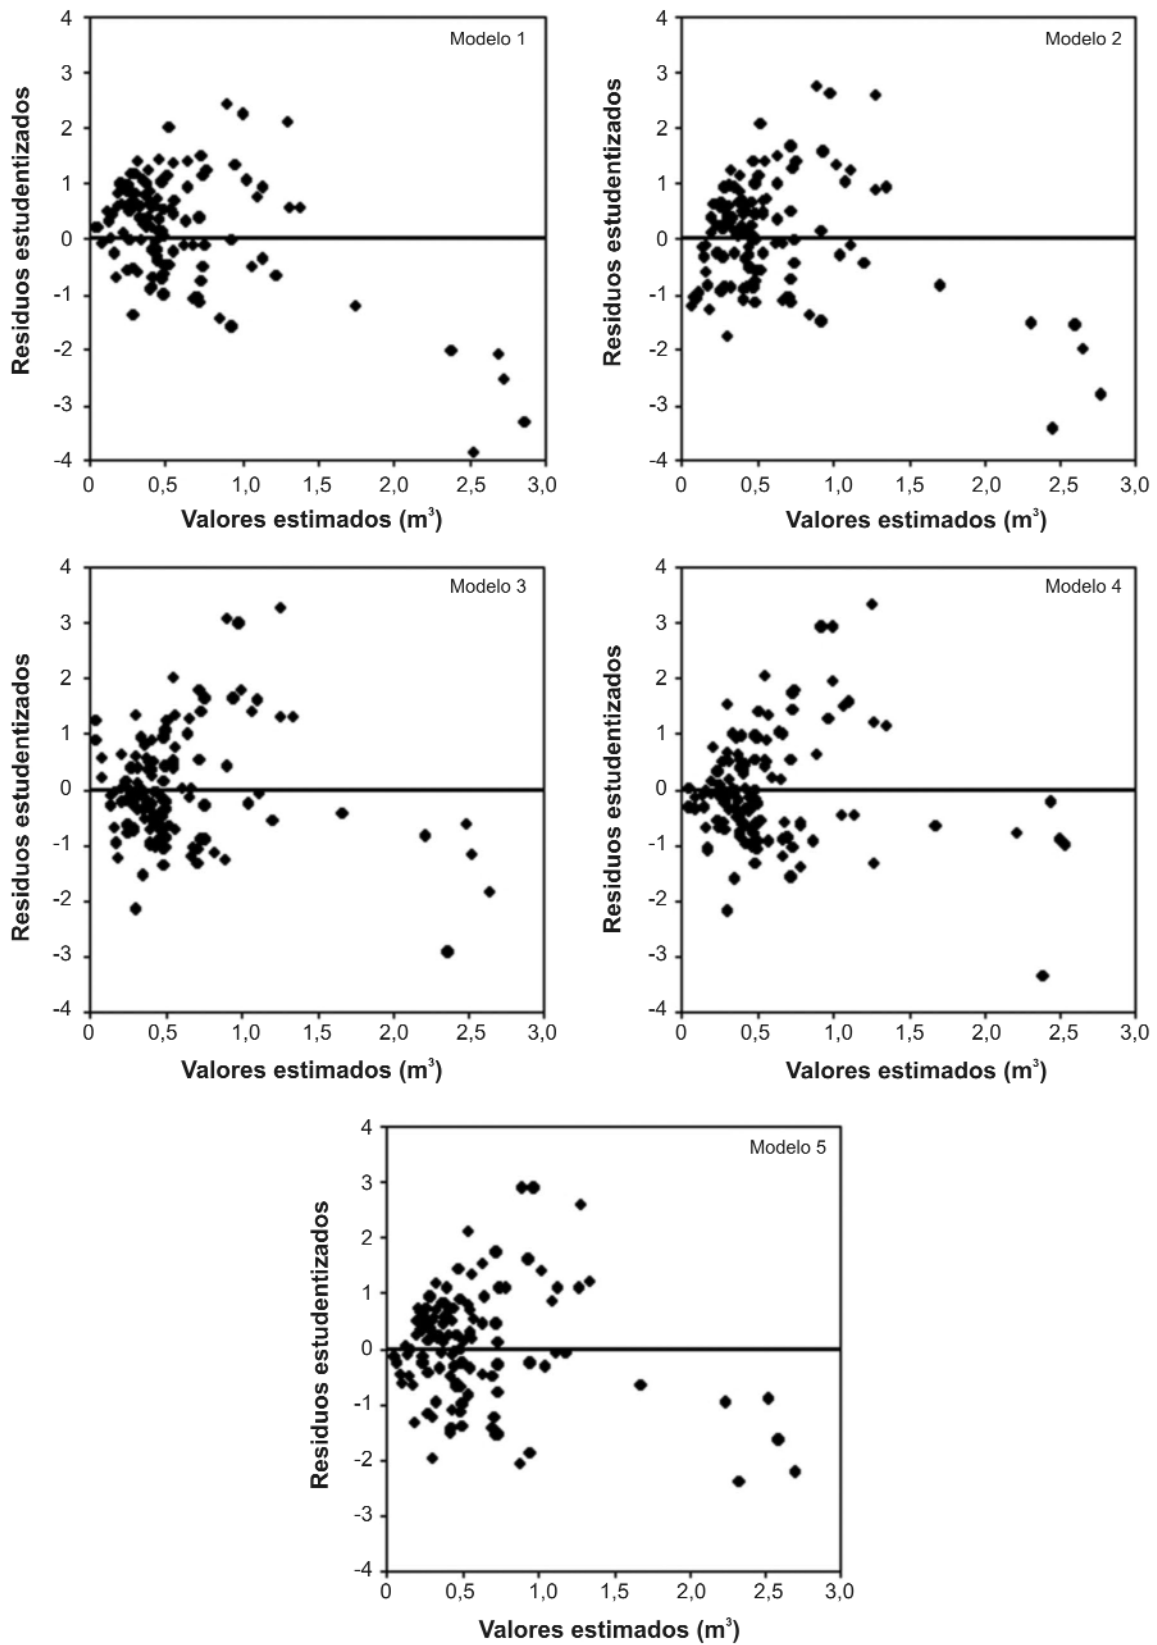 Modelo 1
Residuos estudentizados
4
3
2
1
0
-1
-2
-3
-4
0 0,5 1,0 1,5 2,0 2,5 3,0
Valores estimados (m³)
Modelo 2
Residuos estudentizados
4
3
2
1
0
-1
-2
-3
-4
0 0,5 1,0 1,5 2,0 2,5 3,0
Valores estimados (m³)
Modelo 3
Residuos estudentizados
4
3
2
1
0
-1
-2
-3
-4
0 0,5 1,0 1,5 2,0 2,5 3,0
Valores estimados (m³)
Modelo 4
Residuos estudentizados
4
3
2
1
0
-1
-2
-3
-4
0 0,5 1,0 1,5 2,0 2,5 3,0
Valores estimados (m³)
Modelo 5
Residuos estudentizados
4
3
2
1
0
-1
-2
-3
-4
0 0,5 1,0 1,5 2,0 2,5 3,0
Valores estimados (m³)